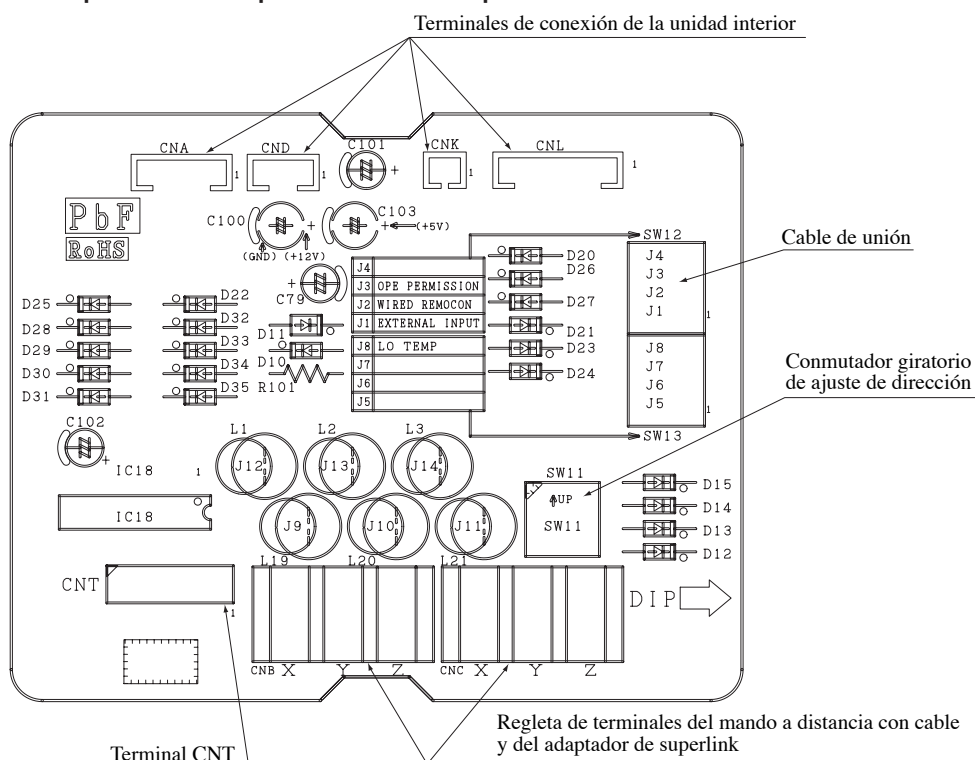 Terminales de conexión de la unidad interior
CNA
1
CND
1
C101
+
CNK
1
CNL
1
PbF
RoHS
C100
+
C103
+
(+5V)
(GND) (+12V)
SW12
Cable de unión
J4
J3
J2
J1
1
D20
D26
D27
D21
D23
D24
C79
+
J4
J3 OPE PERMISSION
J2 WIRED REMOCON
J1 EXTERNAL INPUT
J8 LO TEMP
J7
J6
J5
J8
J7
J6
J5
1
SW13
D25
D28
D29
D30
D31
D22
D32
D33
D34
D35
D11
D10
R101
Conmutador giratorio
de ajuste de dirección
C102
+
L1
L2
L3
J12
J13
J14
IC18
1
IC18
J9
J10
J11
L19
L20
L21
SW11
UP
SW11
D15
D14
D13
D12
CNT
1
DIP
CNB X Y Z
CNC X Y Z
Regleta de terminales del mando a distancia con cable
y del adaptador de superlink
Terminal CNT